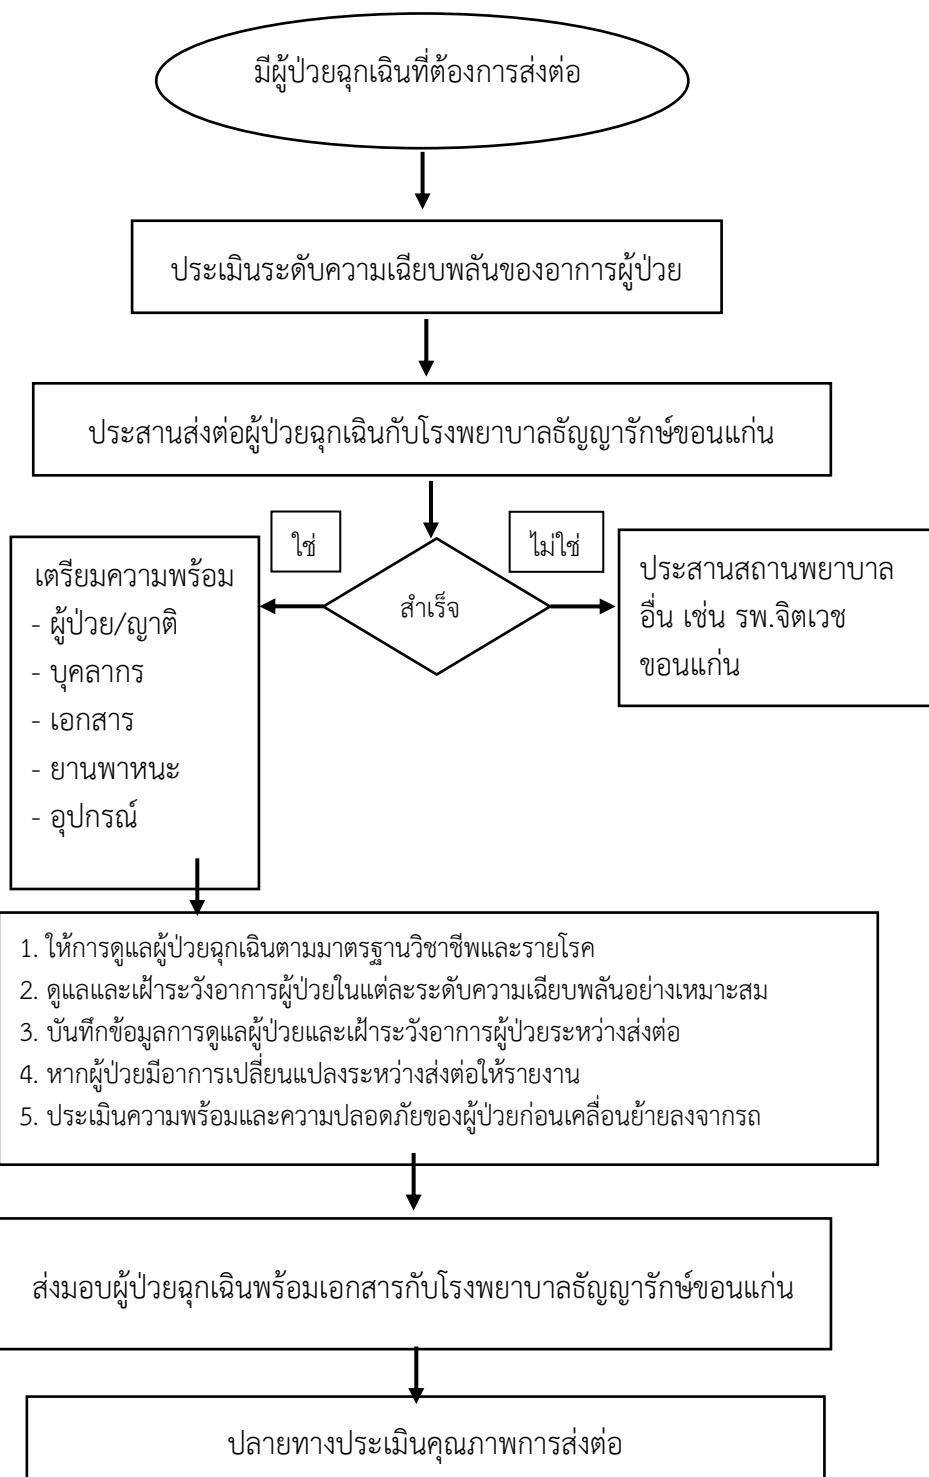 มีผู้ป่วยฉุกเฉินที่ต้องการส่งต่อ
ประเมินระดับความเฉียบพลันของอาการผู้ป่วย
ประสานส่งต่อผู้ป่วยฉุกเฉินกับโรงพยาบาลธัญญารักษ์ขอนแก่น
ใช่
ไม่ใช่
สำเร็จ
เตรียมความพร้อม
- ผู้ป่วย/ญาติ
- บุคลากร
- เอกสาร
- ยานพาหนะ
- อุปกรณ์
ประสานสถานพยาบาล
อื่น เช่น รพ.จิตเวช
ขอนแก่น
1. ให้การดูแลผู้ป่วยฉุกเฉินตามมาตรฐานวิชาชีพและรายโรค
2. ดูแลและเฝ้าระวังอาการผู้ป่วยในแต่ละระดับความเฉียบพลันอย่างเหมาะสม
3. บันทึกข้อมูลการดูแลผู้ป่วยและเฝ้าระวังอาการผู้ป่วยระหว่างส่งต่อ
4. หากผู้ป่วยมีอาการเปลี่ยนแปลงระหว่างส่งต่อให้รายงาน
5. ประเมินความพร้อมและความปลอดภัยของผู้ป่วยก่อนเคลื่อนย้ายลงจากรถ
ส่งมอบผู้ป่วยฉุกเฉินพร้อมเอกสารกับโรงพยาบาลธัญญารักษ์ขอนแก่น
ปลายทางประเมินคุณภาพการส่งต่อ